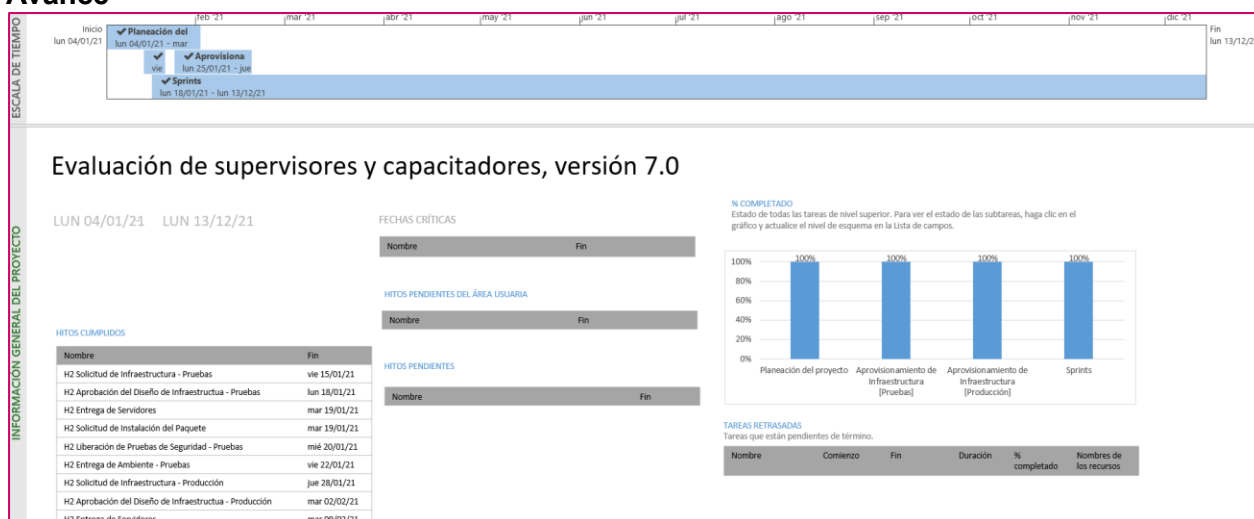 Avance
feb '21 mar '21 abr '21 may '21 jun '21 jul '21 ago '21 sep '21 oct '21 nov '21 dic '21
Inicio
lun 04/01/21
Planeación del
lun 04/01/21 - mar
vie
Aprovisiona
lun 25/01/21 - jue
Sprints
lun 18/01/21 - lun 13/12/21
Fin
lun 13/12/2
ESCALA DE TIEMPO
INFORMACIÓN GENERAL DEL PROYECTO
Evaluación de supervisores y capacitadores, versión 7.0
LUN 04/01/21 LUN 13/12/21
HITOS CUMPLIDOS
Nombre Fin
H2 Solicitud de Infraestructura - Pruebas vie 15/01/21
H2 Aprobación del Diseño de Infraestructua - Pruebas lun 18/01/21
H2 Entrega de Servidores mar 19/01/21
H2 Solicitud de Instalación del Paquete mar 19/01/21
H2 Liberación de Pruebas de Seguridad - Pruebas mié 20/01/21
H2 Entrega de Ambiente - Pruebas vie 22/01/21
H2 Solicitud de Infraestructura - Producción jue 28/01/21
H2 Aprobación del Diseño de Infraestructua - Producción mar 02/02/21
H2 Entrega de Servidores mar 09/02/21
FECHAS CRÍTICAS
Nombre Fin
HITOS PENDIENTES DEL ÁREA USUARIA
Nombre Fin
HITOS PENDIENTES
Nombre Fin
% COMPLETADO
Estado de todas las tareas de nivel superior. Para ver el estado de las subtareas, haga clic en el
gráfico y actualice el nivel de esquema en la Lista de campos.
100% 100% 100% 100%
100%
80%
60%
40%
20%
0%
Planeación del proyecto
Aprovisionamiento de
Infraestructura
[Pruebas]
Aprovisionamiento de
Infraestructura
[Producción]
Sprints
TAREAS RETRASADAS
Tareas que están pendientes de término.
Nombre Comienzo Fin Duración % completado Nombres de los recursos